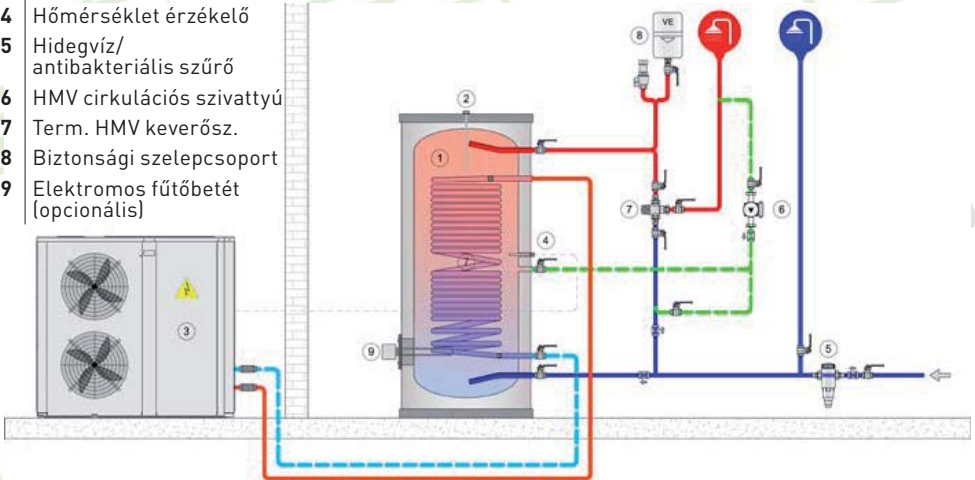 4 Hőmérséklet érzékelő
5 Hidegvíz/
antibakteriális szűrő
6 HMV cirkulációs szivattyú
7 Term. HMV keverősz.
8 Biztonsági szelepcsoport
9 Elektromos fűtőbetét
(opcionális)
8
VE
2
1
7
6
4
3
9
5